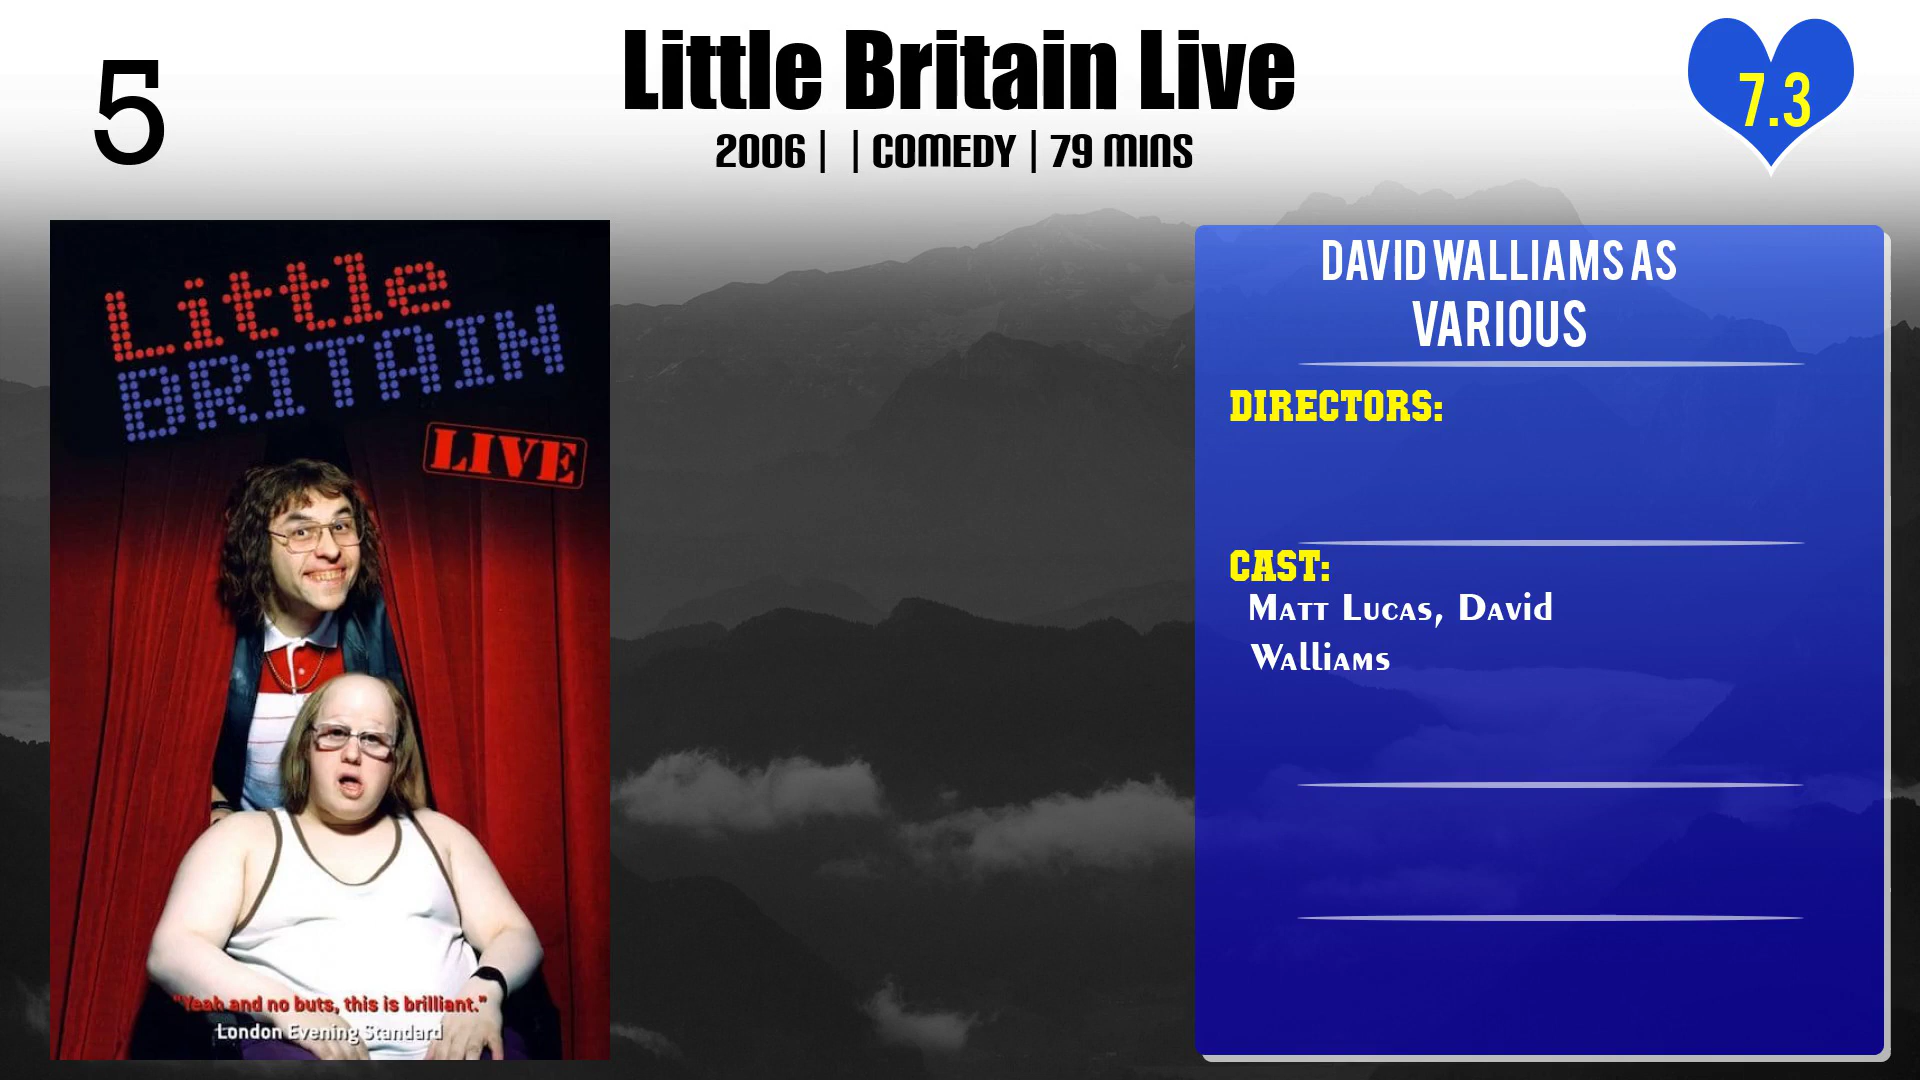 5
Little Britain Live
2006 | | COMEDY | 79 MINS
7.3
Little
BRITAIN
LIVE
"Yeah and no buts, this is brilliant."
London Evening Standard
DAVID WALLIAMS AS
VARIOUS
DIRECTORS:
CAST:
Matt Lucas, David
Walliams